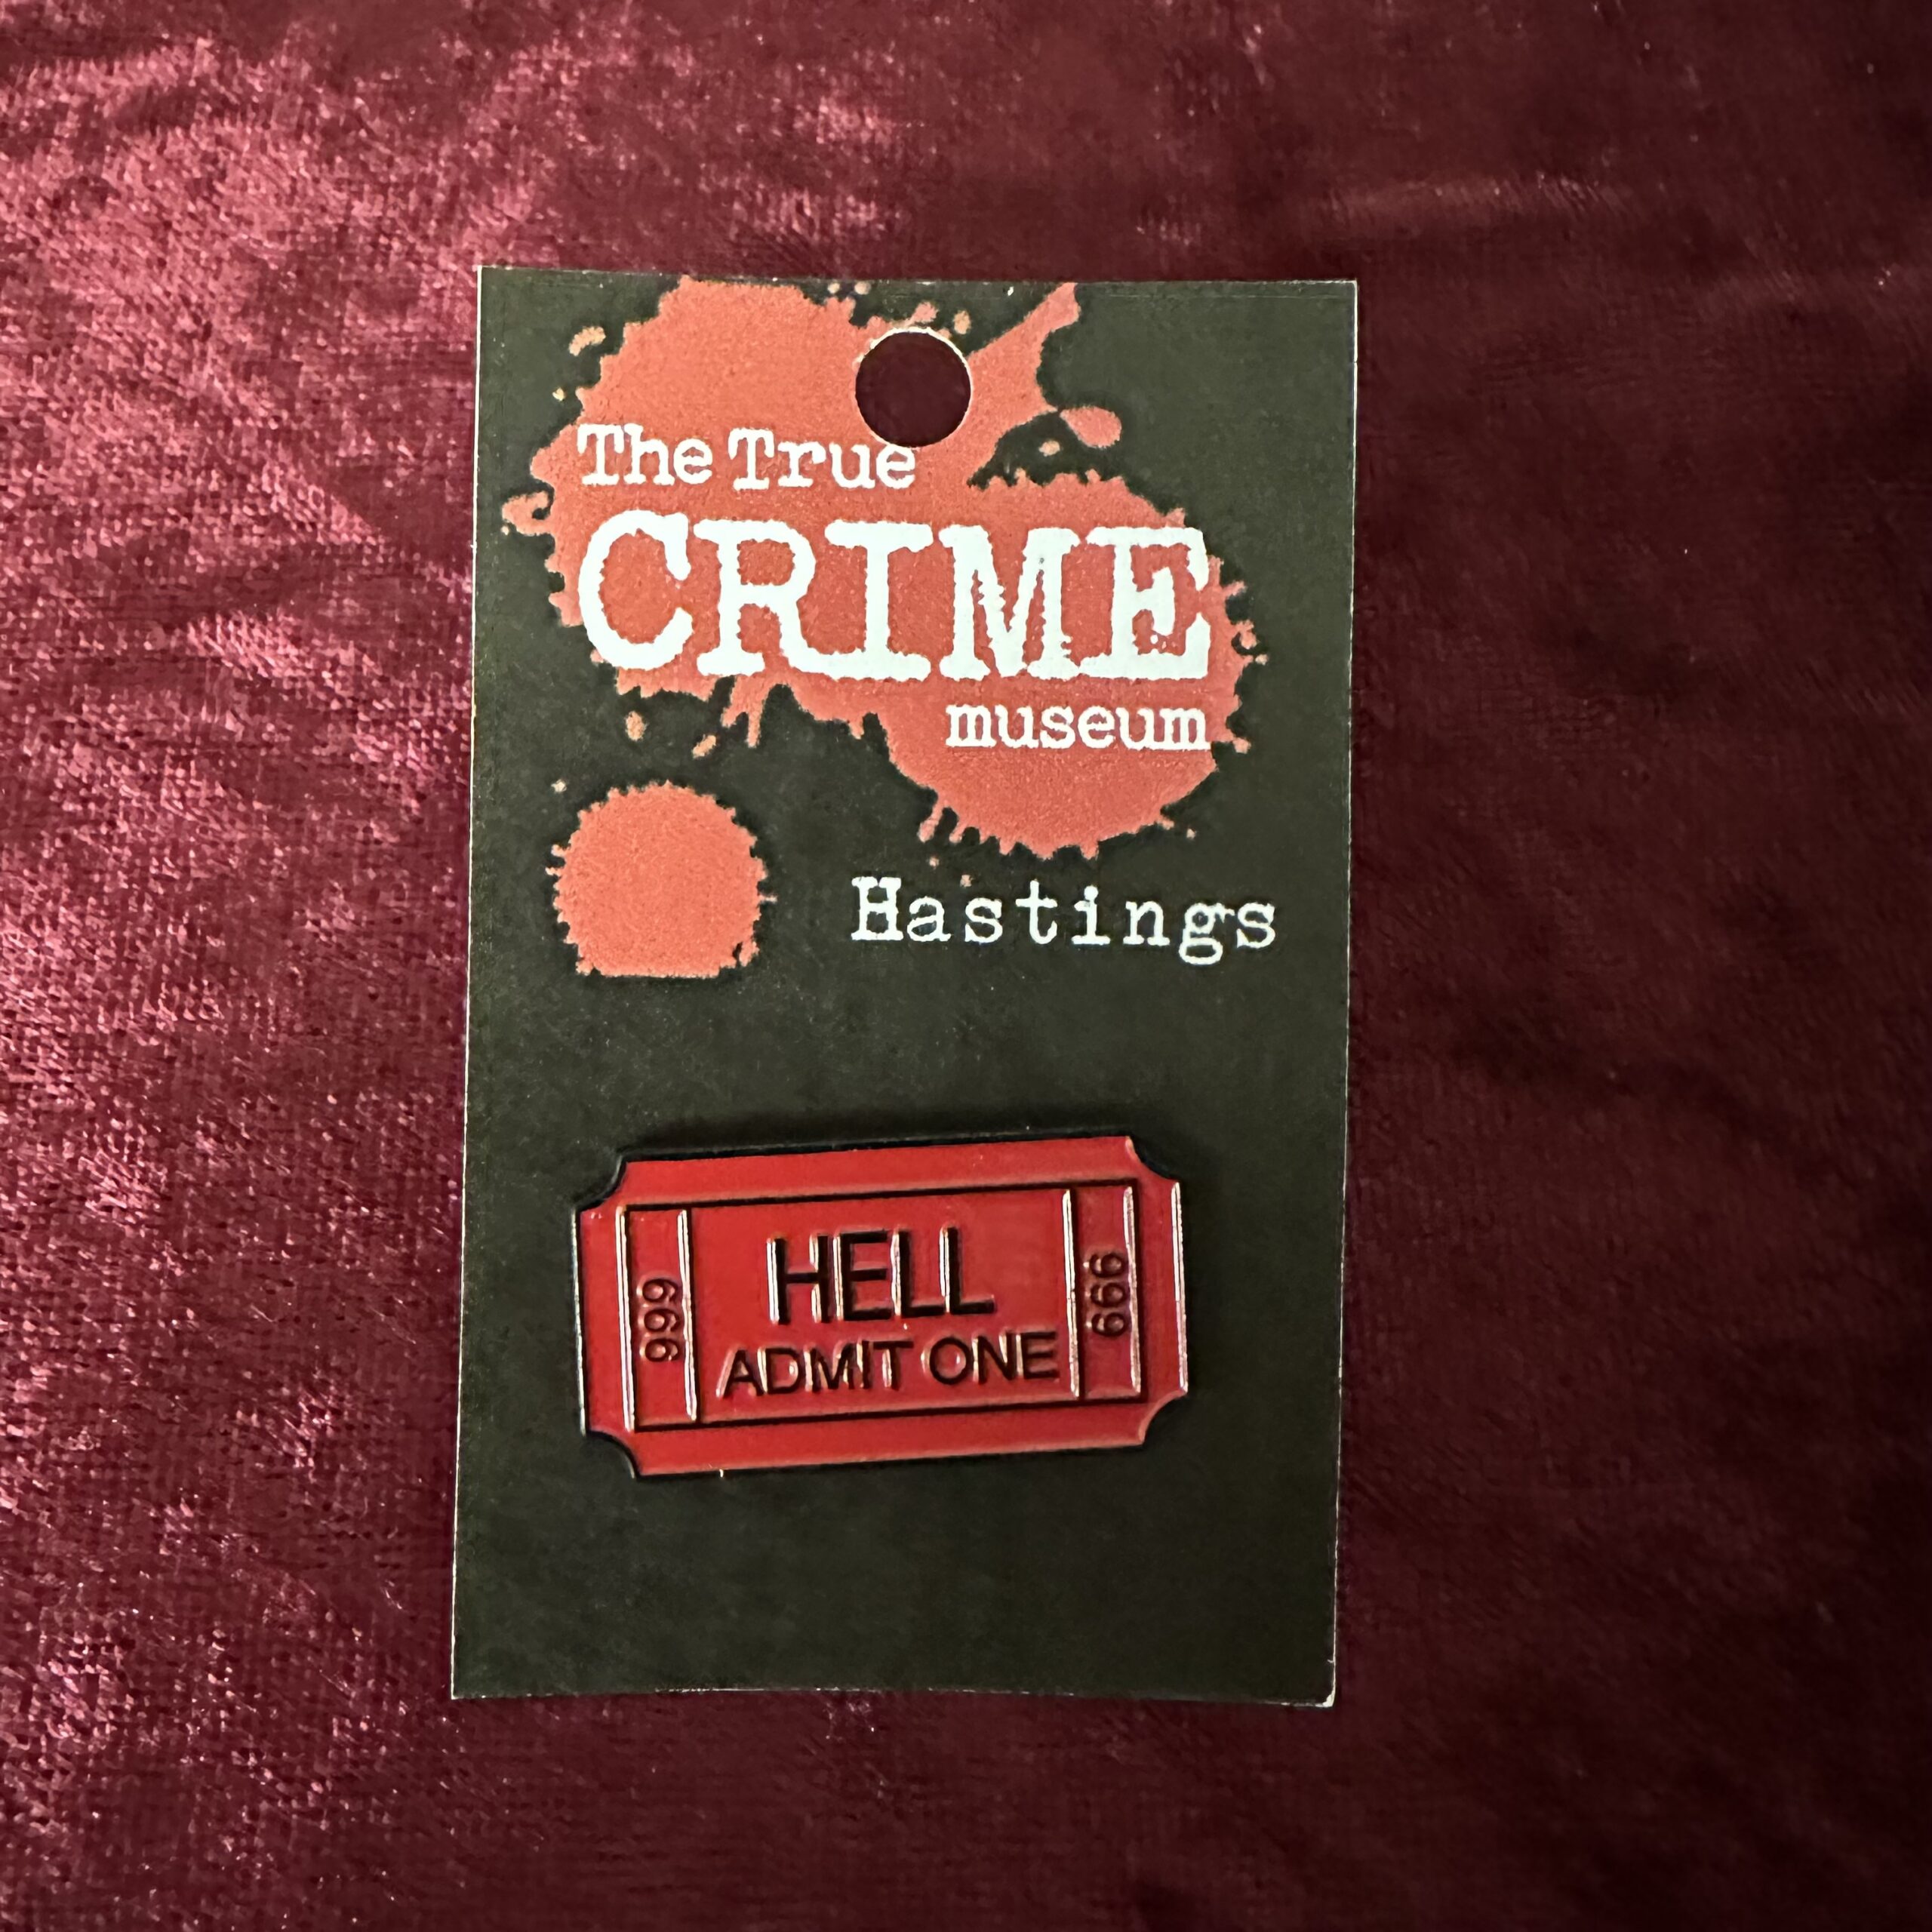 The True
CRIME
museum
Hastings
666
HELL
ADMIT ONE
666